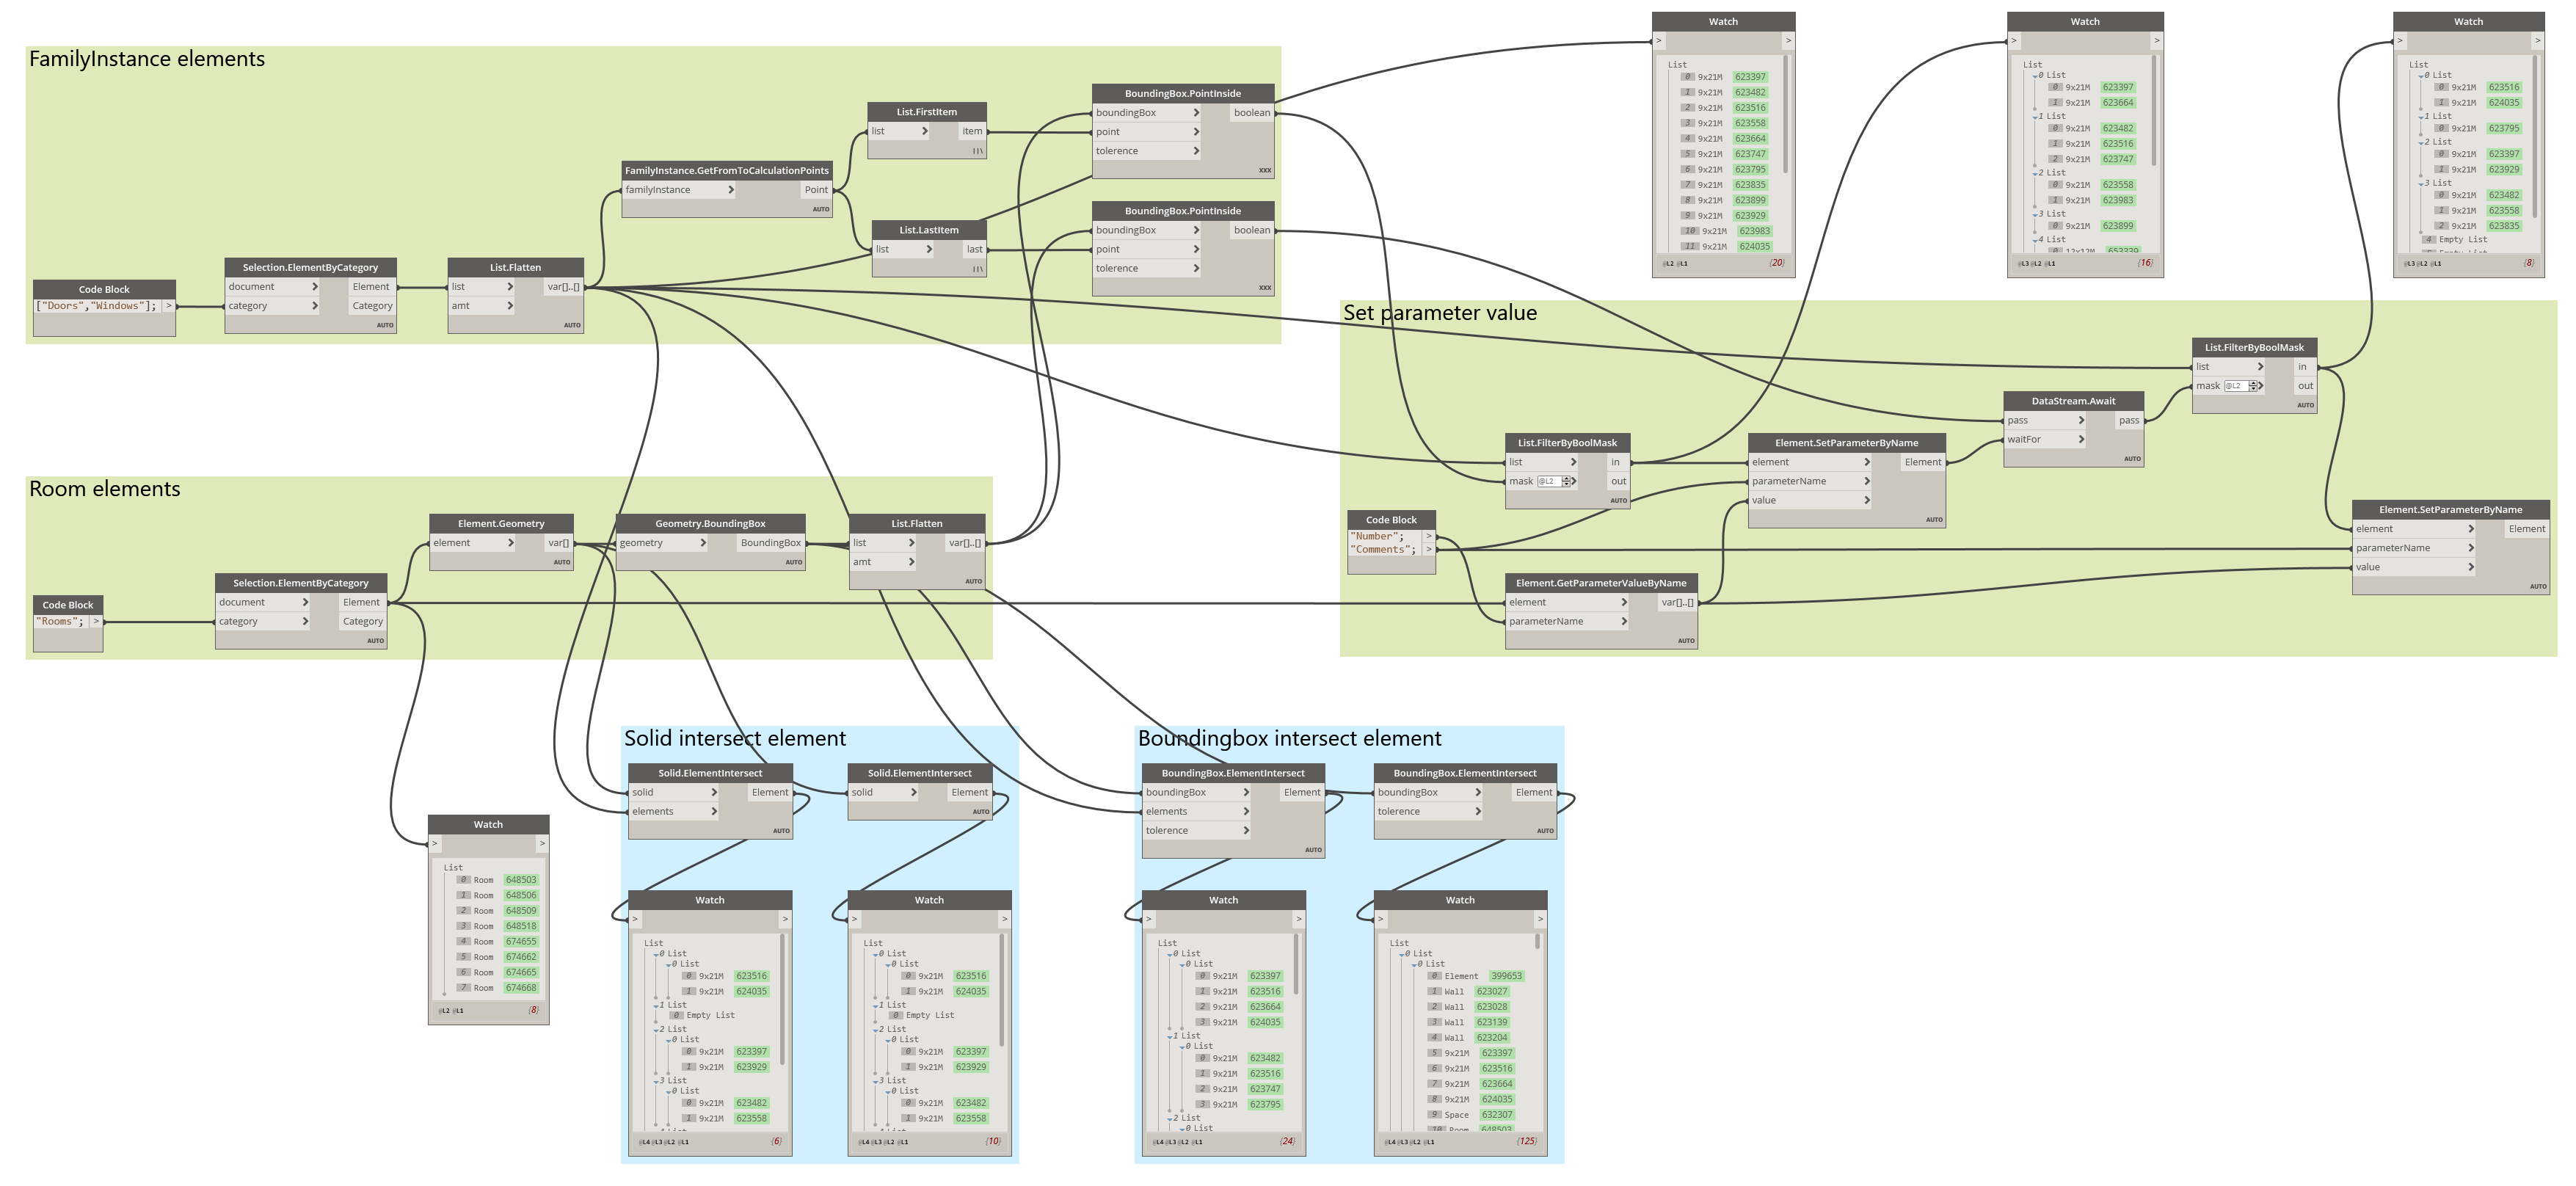 FamilyInstance elements
Code Block
["Doors","Windows"]; >
Selection.ElementByCategory
document > Element
category > Category
AUTO
List.Flatten
list > var[]..[]
amt >
AUTO
FamilyInstance.GetFromToCalculationPoints
familyInstance > Point
AUTO
List.FirstItem
list > item
| | \
List.LastItem
list > last
| | \
BoundingBox.PointInside
boundingBox > boolean
point >
tolerence >
xxx
BoundingBox.PointInside
boundingBox > boolean
point >
tolerence >
xxx
Watch
> >
List
0 9x21M 623397
1 9x21M 623482
2 9x21M 623516
3 9x21M 623558
4 9x21M 623664
5 9x21M 623747
6 9x21M 623795
7 9x21M 623835
8 9x21M 623899
9 9x21M 623929
10 9x21M 623983
11 9x21M 624035
@L2 @L1 {20}
Watch
> >
List
0 List
0 9x21M 623397
1 9x21M 623664
1 List
0 9x21M 623482
1 9x21M 623516
2 9x21M 623747
2 List
0 9x21M 623558
1 9x21M 623983
3 List
0 9x21M 623899
4 List
@L3 @L2 @L1 {16}
Watch
> >
List
0 List
0 9x21M 623516
1 9x21M 624035
1 List
0 9x21M 623795
2 List
0 9x21M 623397
1 9x21M 623929
3 List
0 9x21M 623482
1 9x21M 623558
2 9x21M 623835
4 Empty List
@L3 @L2 @L1 {8}
Set parameter value
Code Block
"Number"; >
"Comments"; >
List.FilterByBoolMask
list > in
mask @L2 > out
AUTO
Element.GetParameterValueByName
element > var[]..[]
parameterName >
AUTO
Element.SetParameterByName
element > Element
parameterName >
value >
AUTO
DataStream.Await
pass > pass
waitFor >
AUTO
List.FilterByBoolMask
list > in
mask @L2 > out
AUTO
Element.SetParameterByName
element > Element
parameterName >
value >
AUTO
Room elements
Code Block
"Rooms"; >
Selection.ElementByCategory
document > Element
category > Category
AUTO
Element.Geometry
element > var[]
AUTO
Geometry.BoundingBox
geometry > BoundingBox
AUTO
List.Flatten
list > var[]..[]
amt >
AUTO
Watch
> >
List
0 Room 648503
1 Room 648506
2 Room 648509
3 Room 648518
4 Room 674655
5 Room 674662
6 Room 674665
7 Room 674668
@L2 @L1 {8}
Solid intersect element
Solid.ElementIntersect
solid > Element
elements >
AUTO
Solid.ElementIntersect
solid > Element
AUTO
Watch
> >
List
0 List
0 List
0 9x21M 623516
1 9x21M 624035
1 List
0 Empty List
2 List
0 List
0 9x21M 623397
1 9x21M 623929
3 List
0 List
0 9x21M 623482
1 9x21M 623558
@L4 @L3 @L2 @L1 {6}
Watch
> >
List
0 List
0 List
0 9x21M 623516
1 9x21M 624035
1 List
0 Empty List
2 List
0 List
0 9x21M 623397
1 9x21M 623929
3 List
0 List
0 9x21M 623482
1 9x21M 623558
@L4 @L3 @L2 @L1 {10}
Boundingbox intersect element
BoundingBox.ElementIntersect
boundingBox > Element
elements >
tolerence >
AUTO
BoundingBox.ElementIntersect
boundingBox > Element
tolerence >
AUTO
Watch
> >
List
0 List
0 List
0 9x21M 623397
1 9x21M 623516
2 9x21M 623664
3 9x21M 624035
1 List
0 List
0 9x21M 623482
1 9x21M 623516
2 9x21M 623747
3 9x21M 623795
2 List
0 List
@L4 @L3 @L2 @L1 {24}
Watch
> >
List
0 List
0 List
0 Element 399653
1 Wall 623027
2 Wall 623028
3 Wall 623139
4 Wall 623204
5 9x21M 623397
6 9x21M 623516
7 9x21M 623664
8 9x21M 624035
9 Space 632307
10 Room 648503
@L4 @L3 @L2 @L1 {125}